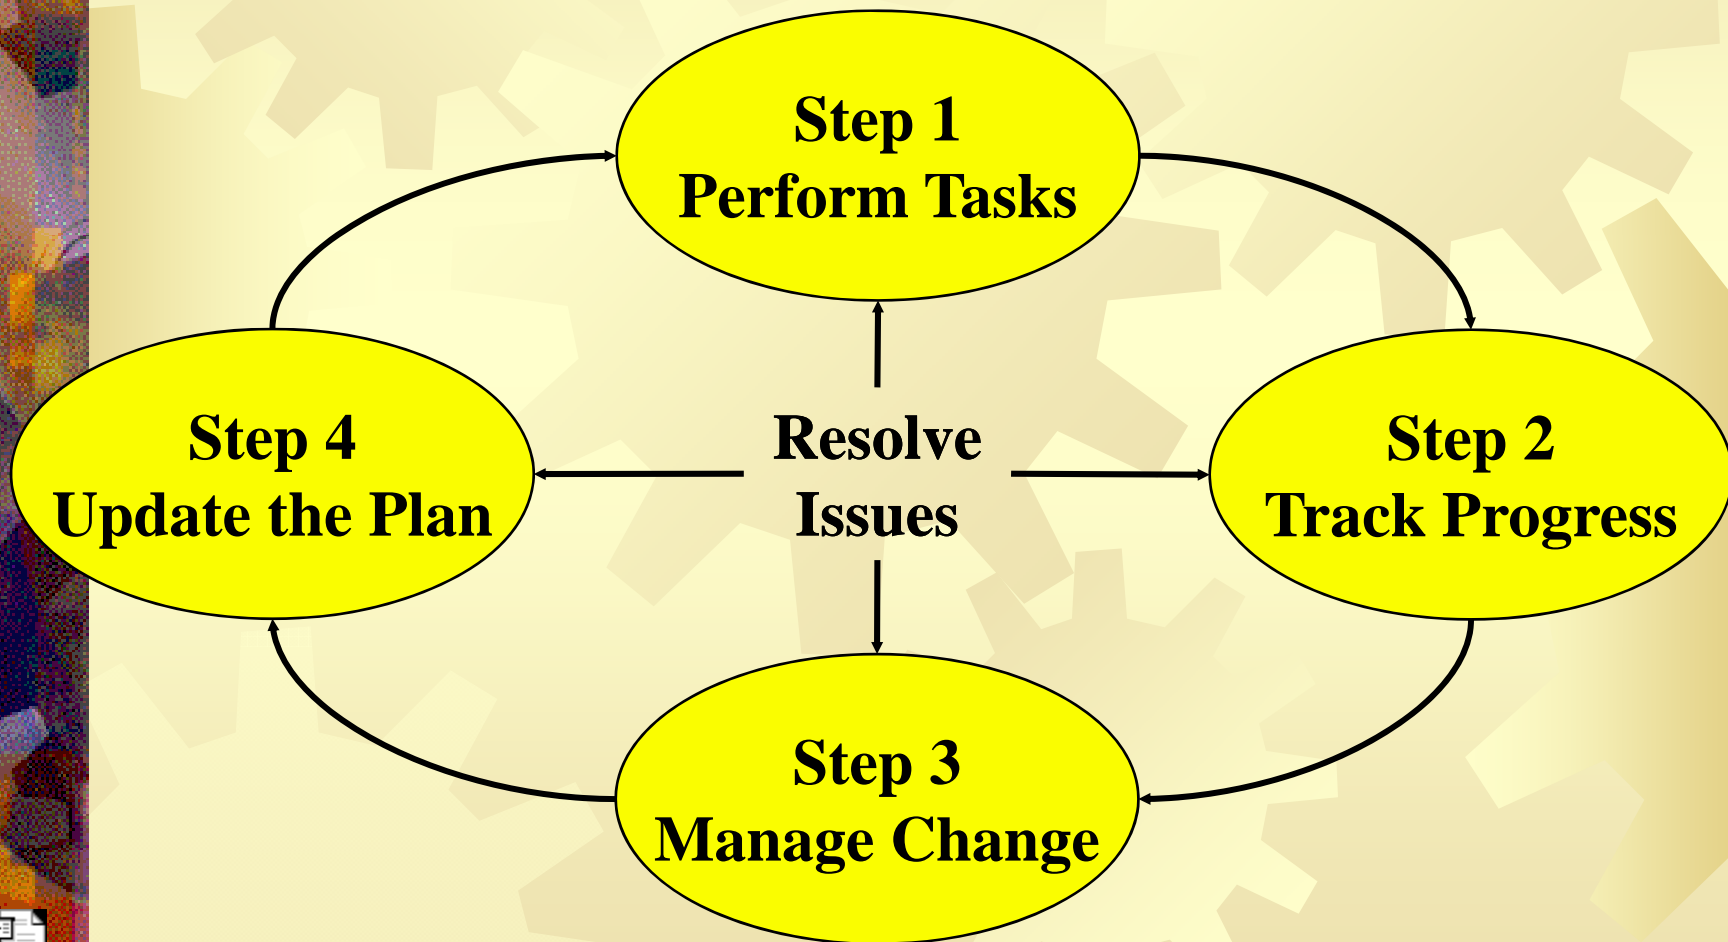 Step 1
Perform Tasks
Step 4
Update the Plan
Resolve
Issues
Step 2
Track Progress
Step 3
Manage Change